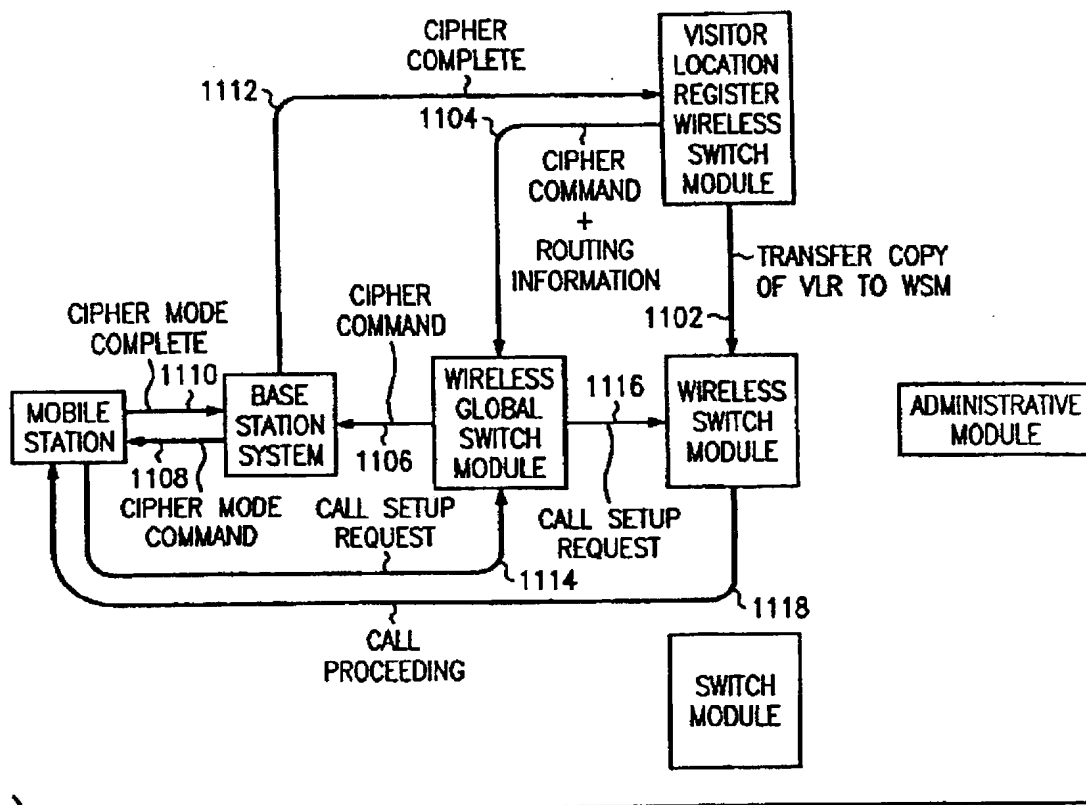 CIPHER
COMPLETE
1112
VISITOR
LOCATION
REGISTER
WIRELESS
SWITCH
MODULE
1104
CIPHER
COMMAND
+
ROUTING
INFORMATION
TRANSFER COPY
OF VLR TO WSM
1102
CIPHER
COMMAND
CIPHER MODE
COMPLETE
1110
MOBILE
STATION
BASE
STATION
SYSTEM
WIRELESS
GLOBAL
SWITCH
MODULE
1116
WIRELESS
SWITCH
MODULE
ADMINISTRATIVE
MODULE
1108
1106
CIPHER MODE
COMMAND
CALL SETUP
REQUEST
CALL SETUP
REQUEST
1114
1118
CALL
PROCEEDING
SWITCH
MODULE